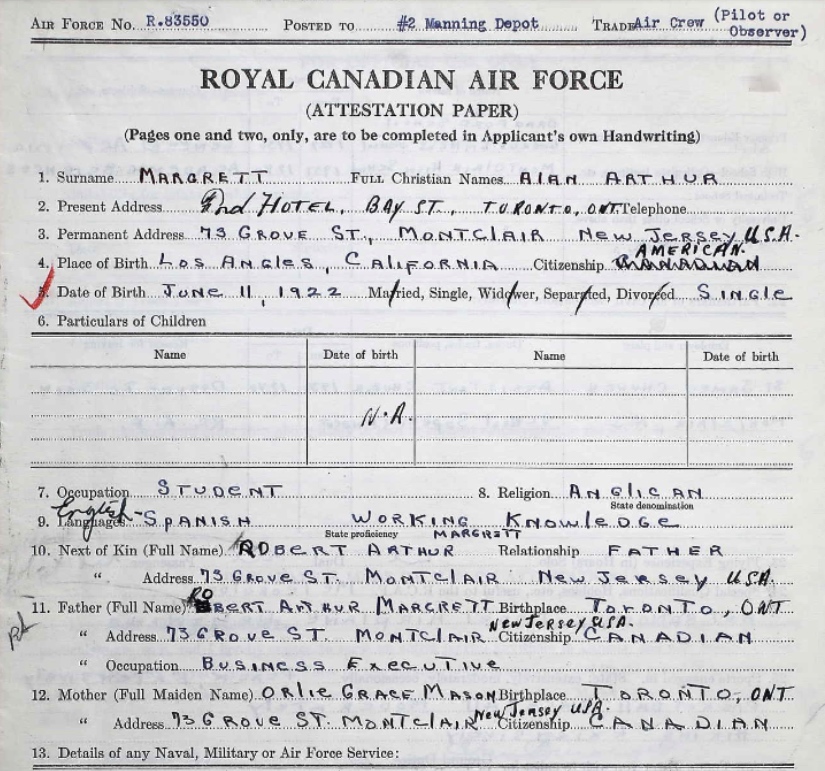 AIR FORCE NO. R.83550 POSTED TO #2 Manning Depot TRADE Air Crew (Pilot or
Observer)
ROYAL CANADIAN AIR FORCE
(ATTESTATION PAPER)
(Pages one and two, only, are to be completed in Applicant's own Handwriting)
1. Surname MARGRETT FULL Christian Names ALAN ARTHUR
2. Present Address HOTEL, BAY ST., TORONTO, ONT. Telephone
3. Permanent Address 73 GROVE ST., MONTCLAIR NEW JERSEY U.S.A.
AMERICAN.
4. Place of Birth LOS ANGLES, CALIFORNIA Citizenship CANADIAN
5. Date of Birth JUNE 11, 1922 Married, Single, Widower, Separated, Divorced SINGLE
6. Particulars of Children
Name Date of birth Name Date of birth
N.A.
7. Occupation STUDENT 8. Religion ANGLICAN
State denomination
English-
9. Languages SPANISH WORKING KNOWLEDGE
State proficiency MARGRETT
10. Next of Kin (Full Name) ROBERT ARTHUR Relationship FATHER
" Address 73 GROVE ST. MONTCLAIR NEW JERSEY U.S.A.
11. Father (Full Name) ROBERT ARTHUR MARGRETT Birthplace TORONTO, ONT
New Jersey USA.
" Address 73 GROVE ST. MONTCLAIR Citizenship CANADIAN
" Occupation BUSINESS EXECUTIVE
12. Mother (Full Maiden Name) ORLIE GRACE MASON Birthplace TORONTO, ONT
New Jersey USA.
" Address 73 GROVE ST. MONTCLAIR Citizenship CANADIAN
13. Details of any Naval, Military or Air Force Service: